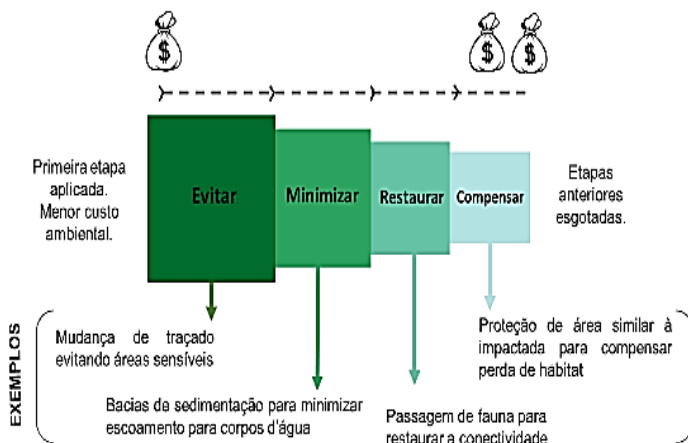 $
$
$
Primeira etapa
aplicada.
Menor custo
ambiental.
Evitar
Minimizar
Restaurar
Compensar
Etapas
anteriores
esgotadas.
EXEMPLOS
Mudança de traçado
evitando áreas sensíveis
Bacias de sedimentação para minimizar
escoamento para corpos d'água
Passagem de fauna para
restaurar a conectividade
Proteção de área similar à
impactada para compensar
perda de habitat